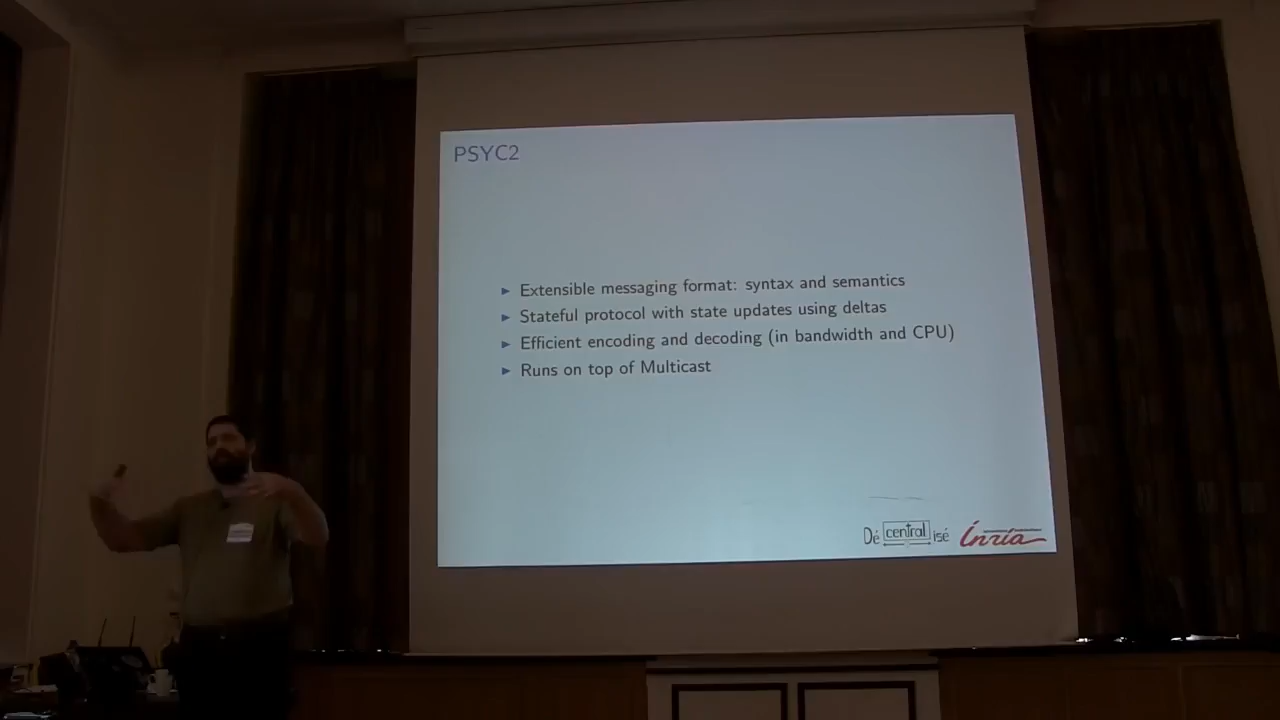 PSYC2
Extensible messaging format: syntax and semantics
Stateful protocol with state updates using deltas
Efficient encoding and decoding (in bandwidth and CPU)
Runs on top of Multicast
Dé central isé Inria